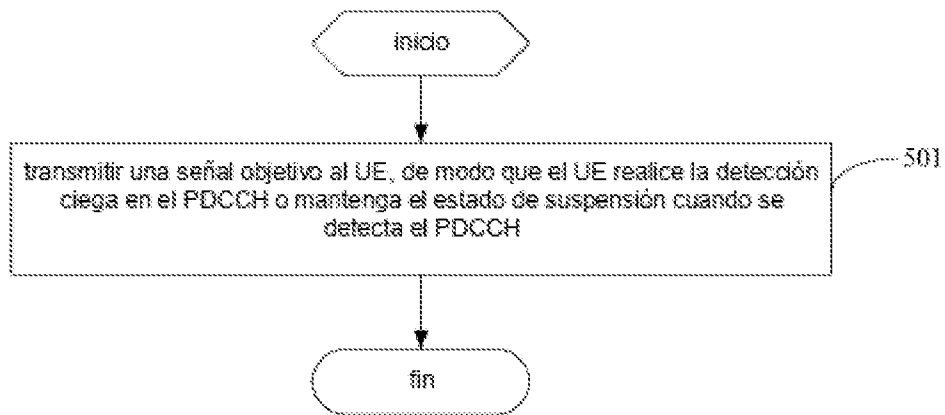 inicio
transmitir una señal objetivo al UE, de modo que el UE realice la detección
ciega en el PDCCH o mantenga el estado de suspensión cuando se
detecta el PDCCH
501
fin